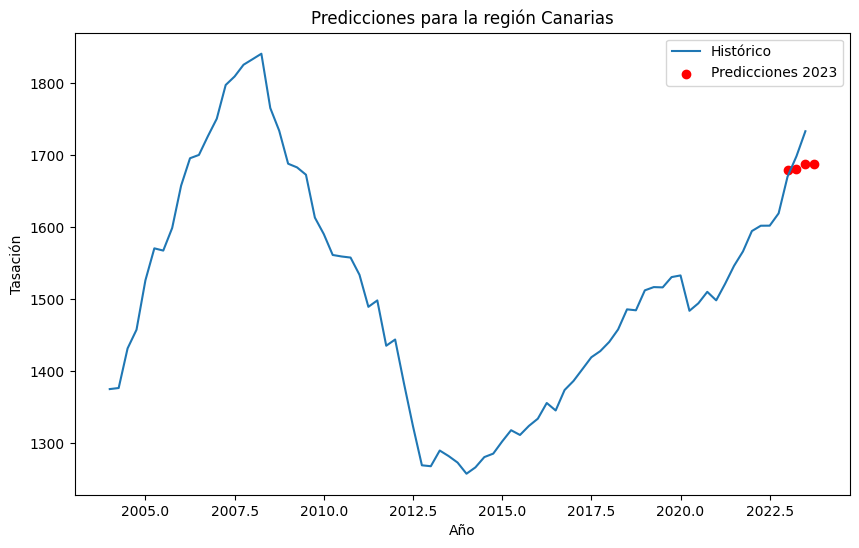 Predicciones para la región Canarias
Histórico
Predicciones 2023
Tasación
1800
1700
1600
1500
1400
1300
2005.0 2007.5 2010.0 2012.5 2015.0 2017.5 2020.0 2022.5
Año